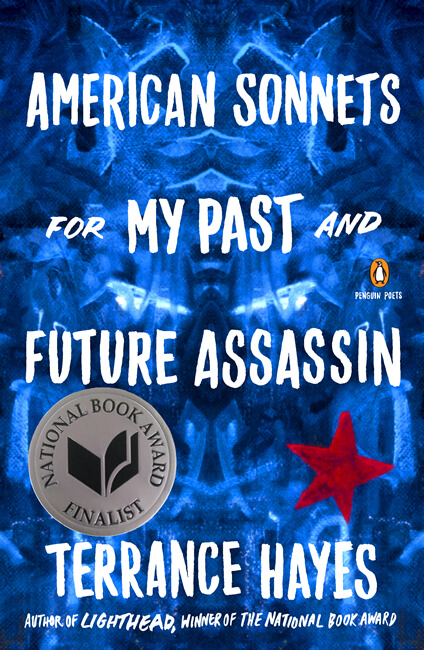 AMERICAN SONNETS
FOR MY PAST AND
PENGUIN POETS
FUTURE ASSASSIN
NATIONAL BOOK AWARD
FINALIST
TERRANCE HAYES
AUTHOR OF LIGHTHEAD, WINNER OF THE NATIONAL BOOK AWARD